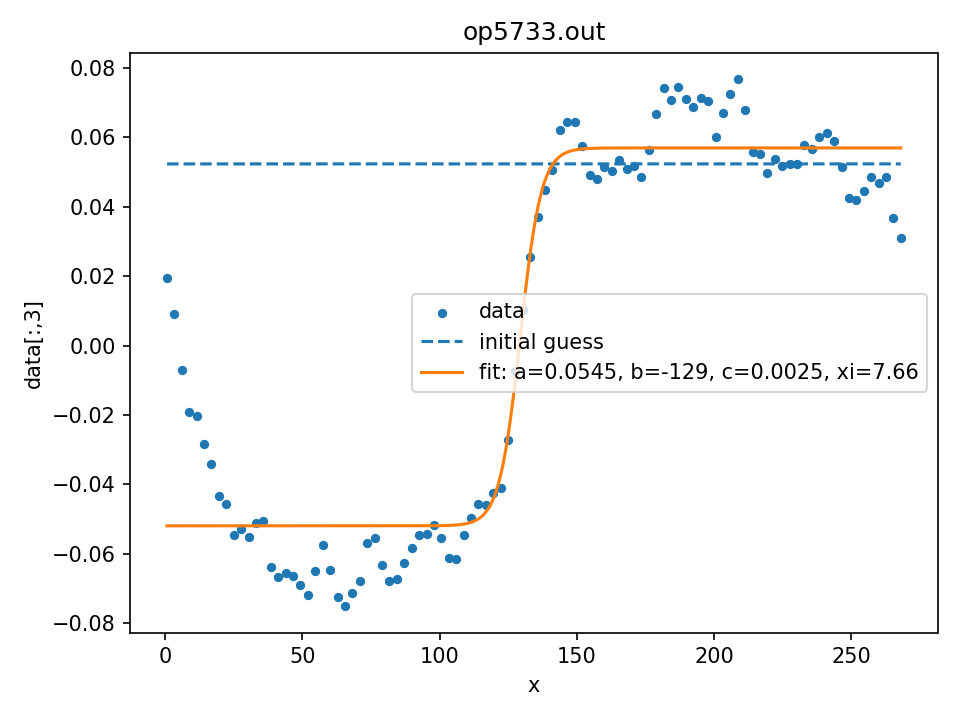 op5733.out
0.08
0.06
0.04
0.02
0.00
−0.02
−0.04
−0.06
−0.08
data[:,3]
data
initial guess
fit: a=0.0545, b=-129, c=0.0025, xi=7.66
0 50 100 150 200 250
x